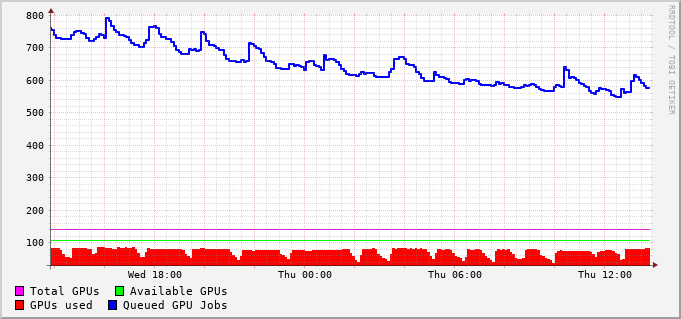 800
700
600
500
400
300
200
100
Wed 18:00 Thu 00:00 Thu 06:00 Thu 12:00
Total GPUs Available GPUs
GPUs used Queued GPU Jobs
RRDTOOL / TOBI OETIKER